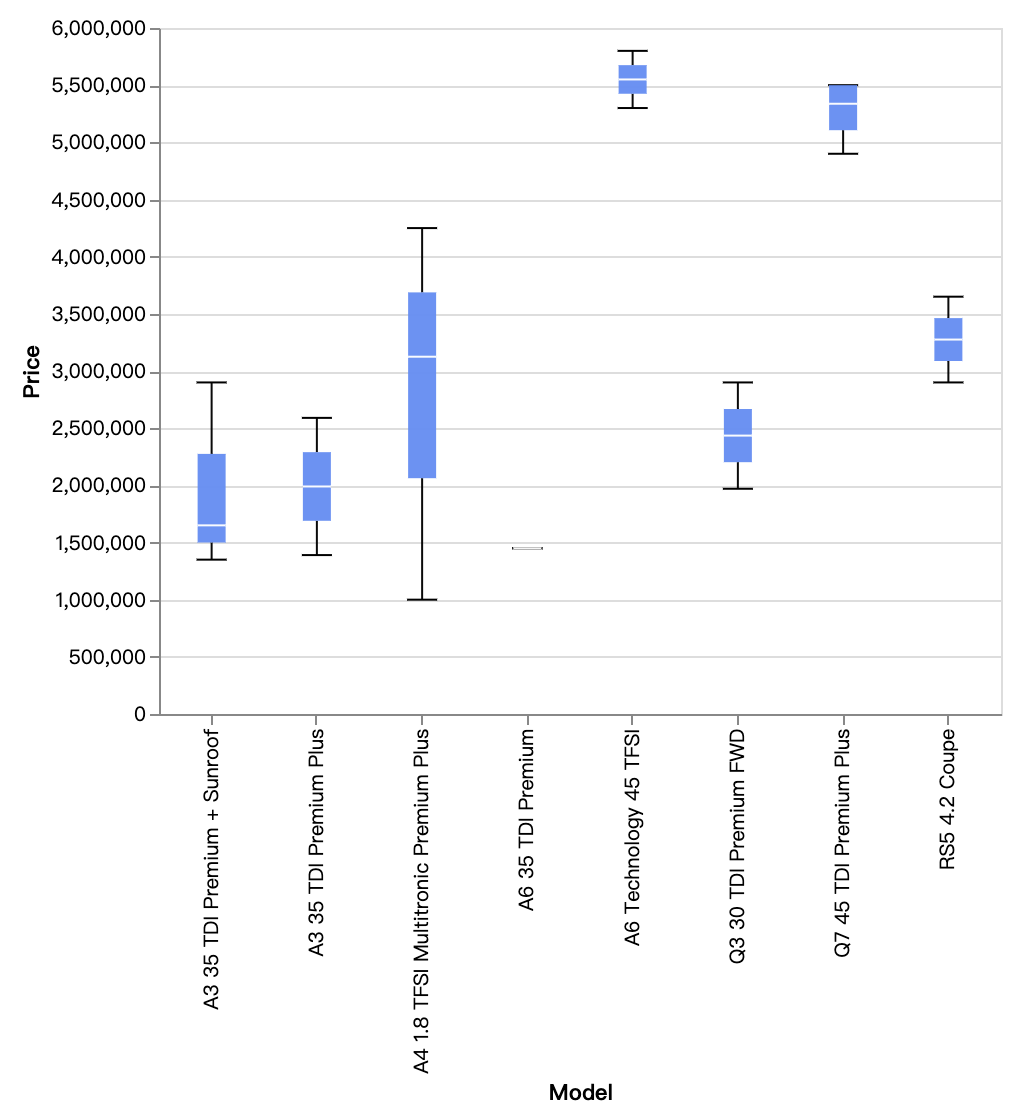 6,000,000
5,500,000
5,000,000
4,500,000
4,000,000
3,500,000
3,000,000
2,500,000
2,000,000
1,500,000
1,000,000
500,000
0
Price
A3 35 TDI Premium + Sunroof
A3 35 TDI Premium Plus
A4 1.8 TFSI Multitronic Premium Plus
A6 35 TDI Premium
A6 Technology 45 TFSI
Q3 30 TDI Premium FWD
Q7 45 TDI Premium Plus
RS5 4.2 Coupe
Model